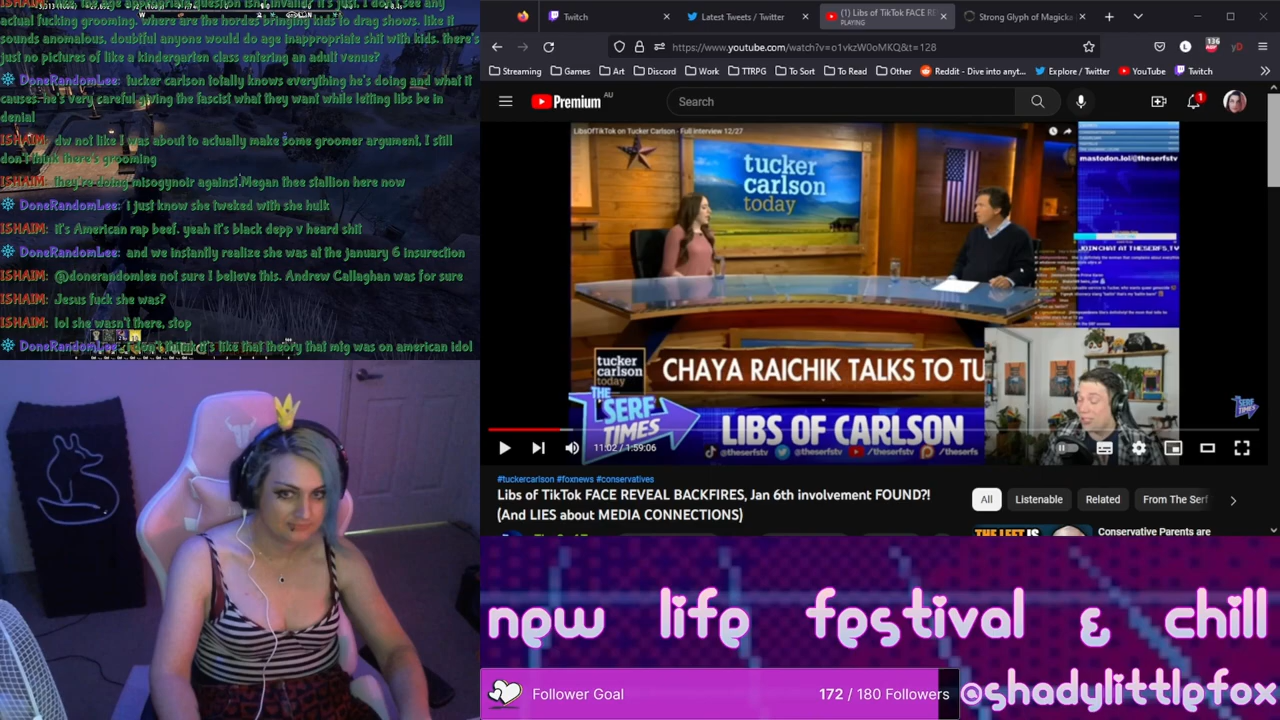 actual fucking grooming. where are the hordes bringing kids to drag shows. like it
sounds anomalous, doubtful anyone would do age inappropriate shit with kids. there's
just no pictures of like a kindergarten class entering an adult venue?
DoneRandomLee: tucker carlson totally knows everything he's doing and what it
causes. he's very careful giving the fascist what they want while letting libs be in
denial
ISHAIM: dw not like i was about to actually make some groomer argument, I still
don't think there's grooming
ISHAIM: they're doing misogynoir against Megan thee stallion here now
DoneRandomLee: i just know she tweked with she hulk
ISHAIM: it's American rap beef. yeah it's black depp v heard shit
DoneRandomLee: and we instantly realize she was at the insurrection
ISHAIM: @donerandomlee not sure I believe this. Andrew Callaghan was for sure
ISHAIM: Jesus fuck she was?
ISHAIM: lol she wasn't there, stop
DoneRandomLee: i don't think it's like that theory that mtg was on american idol
Twitch
Latest Tweets / Twitter
(1) Libs of TikTok FACE RE
PLAYING
Strong Glyph of Magicka
https://www.youtube.com/watch?v=o1vkzW0oMKQ&t=128
136
Streaming
Games
Art
Discord
Work
TTRPG
To Sort
To Read
Other
Reddit - Dive into anyt...
Explore / Twitter
YouTube
Twitch
Premium AU
Search
1
LibsOfTikTok on Tucker Carlson - Full interview 12/27
mastodon.lol/@theserfstv
tucker
carlson
today
JOIN CHAT @ THESERFS.TV
tucker
carlson
today
CHAYA RAICHIK TALKS TO TU
THE
SERF
TIMES
LIBS OF CARLSON
@theserfstv @theserfstv /theserfstv /theserfs
THE
SERF
TIMES
11:02 / 1:59:06
#tuckercarlson #foxnews #conservatives
Libs of TikTok FACE REVEAL BACKFIRES, Jan 6th involvement FOUND?!
(And LIES about MEDIA CONNECTIONS)
All
Listenable
Related
From The Serf
THE LEFT IS
Conservative Parents are
new life festival & chill
Follower Goal
172 / 180 Followers
@shadylittlefox